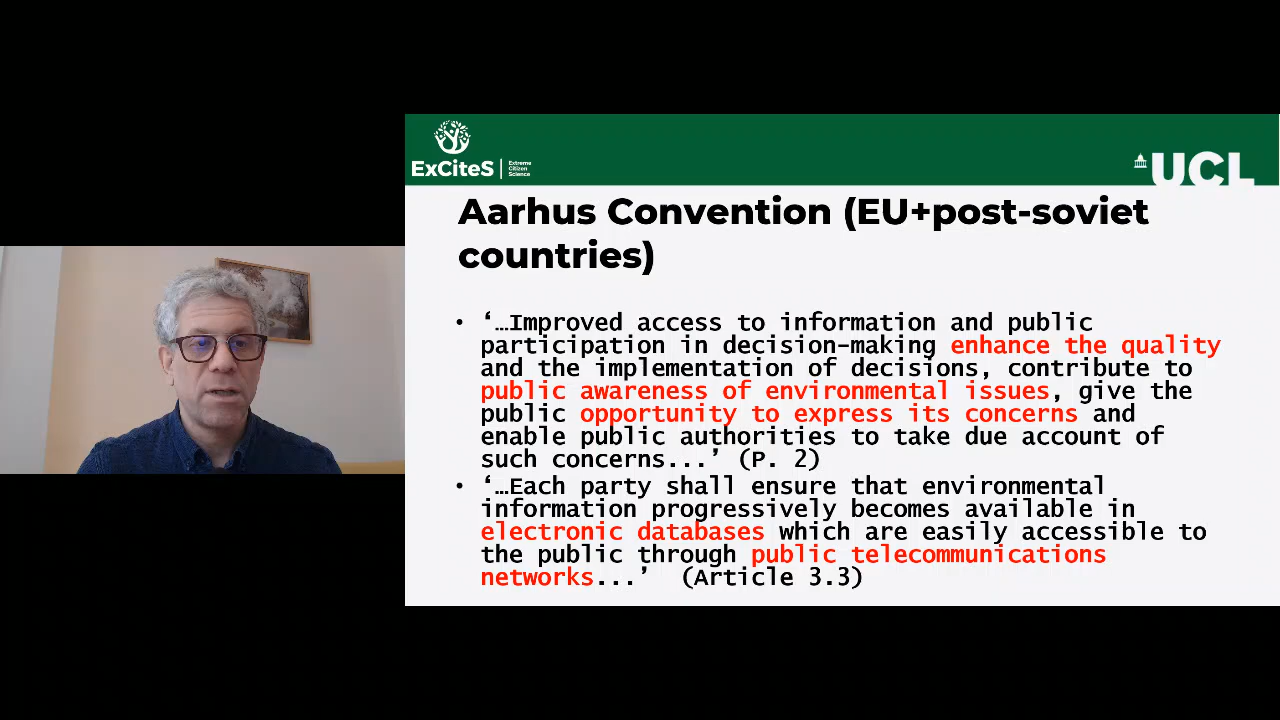 ExCiteS
Extreme
Citizen
Science
UCL
Aarhus Convention (EU+post-soviet
countries)
• ‘…Improved access to information and public
participation in decision-making enhance the quality
and the implementation of decisions, contribute to
public awareness of environmental issues, give the
public opportunity to express its concerns and
enable public authorities to take due account of
such concerns...’ (P. 2)
• ‘…Each party shall ensure that environmental
information progressively becomes available in
electronic databases which are easily accessible to
the public through public telecommunications
networks...’ (Article 3.3)